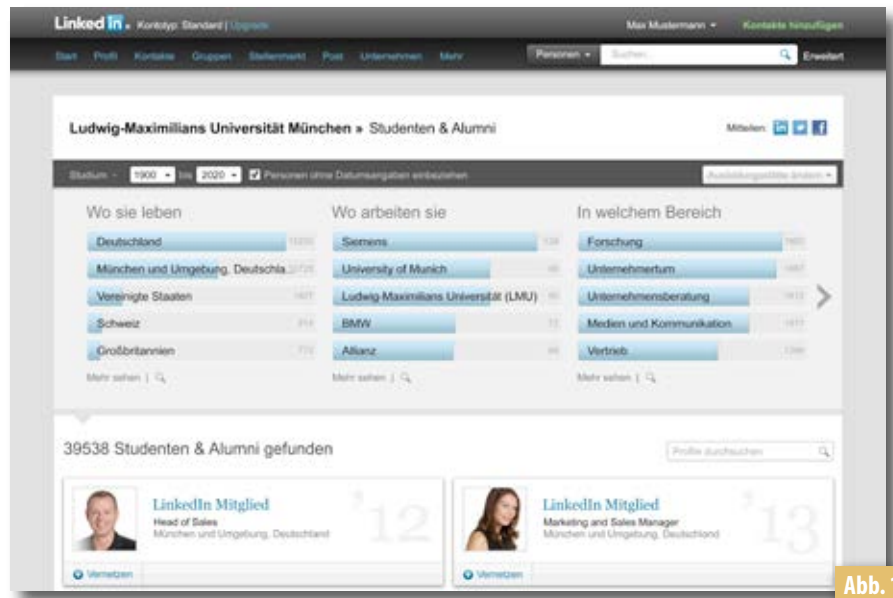 LinkedIn. Kontotyp: Standard | Upgrade
Max Mustermann
Kontakte hinzufügen
Start Profil Kontakte Gruppen Stellenmarkt Post Unternehmen Mehr
Personen Suchen... Erweitert
Ludwig-Maximilians Universität München » Studenten & Alumni
Mitteilen:
Studium 1900 bis 2020 Personen ohne Datumsangaben einbeziehen Ausbildungsstätte ändern
Wo sie leben
Deutschland
München und Umgebung, Deutschla...
Vereinigte Staaten
Schweiz
Großbritannien
Mehr sehen |
Wo arbeiten sie
Siemens
University of Munich
Ludwig-Maximilians Universität (LMU)
BMW
Allianz
Mehr sehen |
In welchem Bereich
Forschung
Unternehmertum
Unternehmensberatung
Medien und Kommunikation
Vertrieb
Mehr sehen |
39538 Studenten & Alumni gefunden
Profile durchsuchen
LinkedIn Mitglied
Head of Sales
München und Umgebung, Deutschland
'12
Vernetzen
LinkedIn Mitglied
Marketing and Sales Manager
München und Umgebung, Deutschland
'13
Vernetzen
Abb.